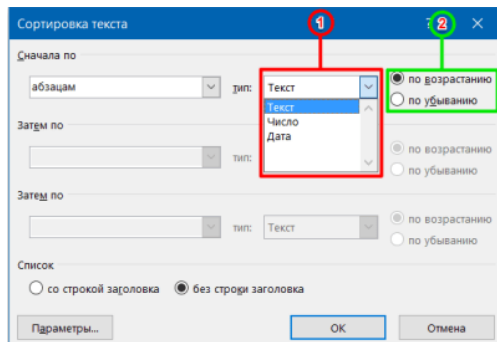 Сортировка текста 1 ? 2 ×
Сначала по
абзацам тип: Текст по возрастанию
Текст по убыванию
Число
Дата
Затем по
тип: по возрастанию
по убыванию
Затем по
тип: Текст по возрастанию
по убыванию
Список
со строкой заголовка без строки заголовка
Параметры... ОК Отмена